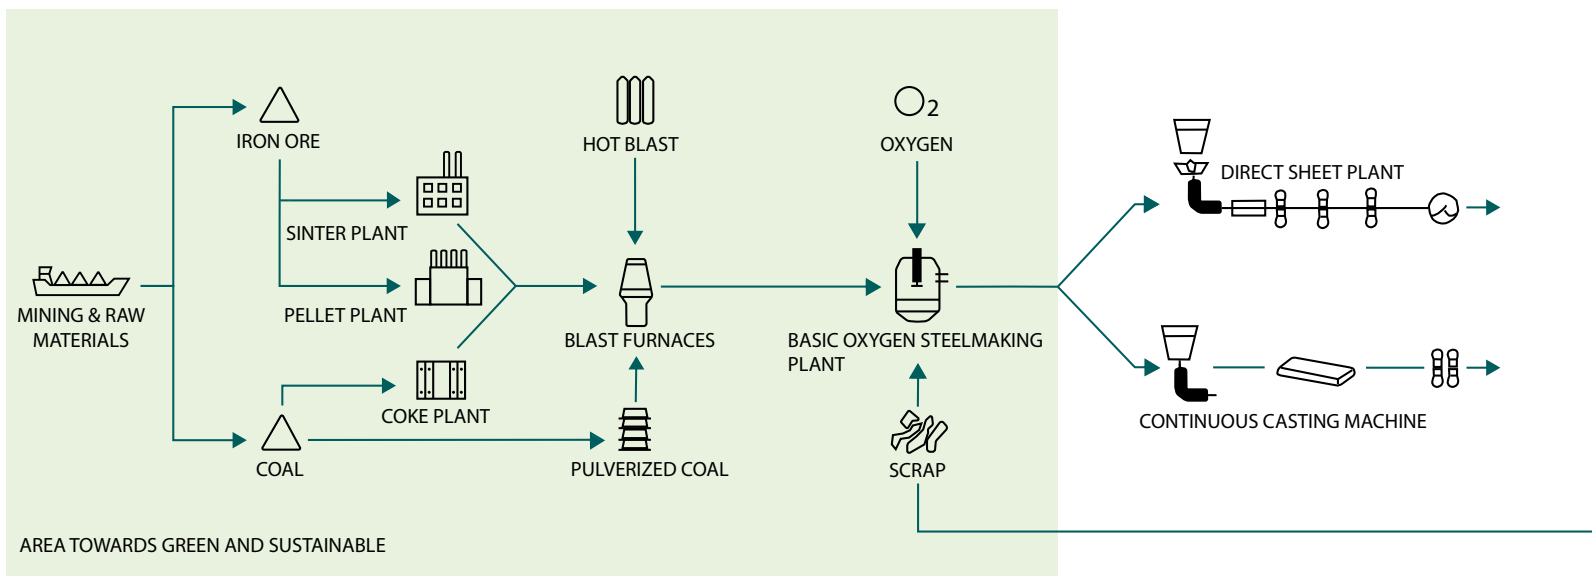 IRON ORE
HOT BLAST
O2
OXYGEN
DIRECT SHEET PLANT
SINTER PLANT
MINING & RAW
MATERIALS
PELLET PLANT
BLAST FURNACES
BASIC OXYGEN STEELMAKING
PLANT
COKE PLANT
CONTINUOUS CASTING MACHINE
COAL
PULVERIZED COAL
SCRAP
AREA TOWARDS GREEN AND SUSTAINABLE